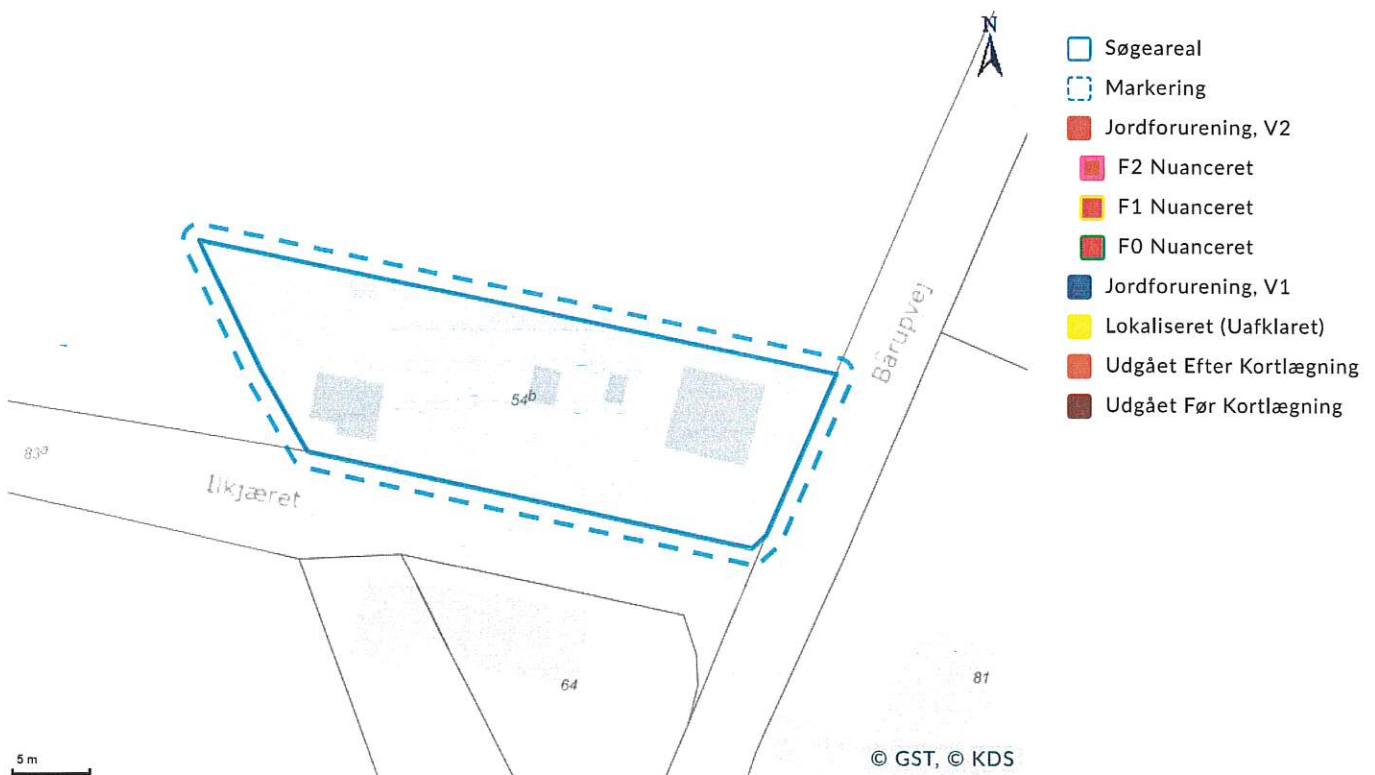 N
Søgeareal
Markering
Jordforurening, V2
F2 Nuanceret
F1 Nuanceret
F0 Nuanceret
Jordforurening, V1
Lokaliseret (Uafklaret)
Udgået Efter Kortlægning
Udgået Før Kortlægning
Bårupvej
54b
83a
Ilkjæret
64
81
5 m
© GST, © KDS